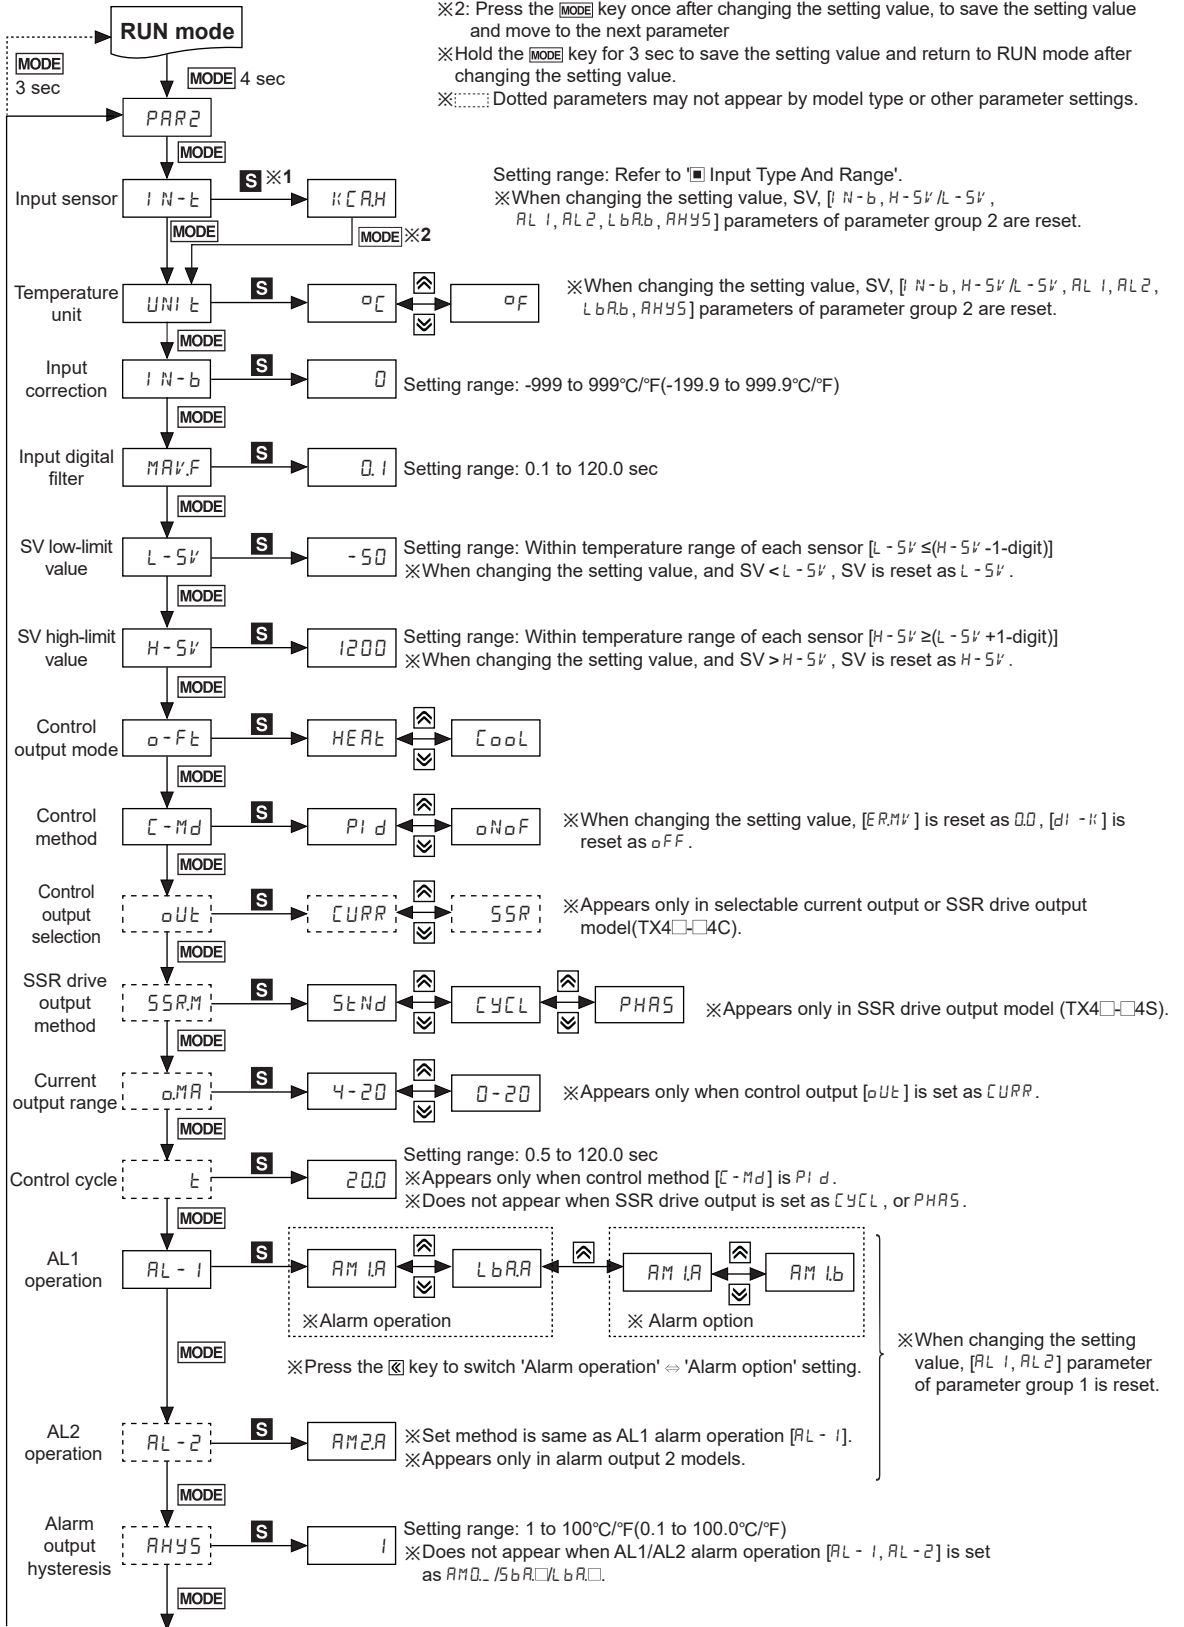 ※2: Press the MODE key once after changing the setting value, to save the setting value
and move to the next parameter
※Hold the MODE key for 3 sec to save the setting value and return to RUN mode after
changing the setting value.
※ Dotted parameters may not appear by model type or other parameter settings.
RUN mode
MODE
3 sec
MODE 4 sec
PAR2
MODE
Input sensor
IN-t
S ※1
KCA.H
MODE
MODE ※2
Setting range: Refer to '▣ Input Type And Range'.
※When changing the setting value, SV, [IN-b, H-SV/L-SV,
AL1, AL2, LbA.b, AHYS] parameters of parameter group 2 are reset.
Temperature
unit
UNIt
S
°C
°F
※When changing the setting value, SV, [IN-b, H-SV/L-SV, AL1, AL2,
LbA.b, AHYS] parameters of parameter group 2 are reset.
MODE
Input
correction
IN-b
S
0
Setting range: -999 to 999℃/℉(-199.9 to 999.9℃/℉)
MODE
Input digital
filter
MAV.F
S
0.1
Setting range: 0.1 to 120.0 sec
MODE
SV low-limit
value
L-SV
S
-50
Setting range: Within temperature range of each sensor [L-SV ≤(H-SV -1-digit)]
※When changing the setting value, and SV < L-SV, SV is reset as L-SV.
MODE
SV high-limit
value
H-SV
S
1200
Setting range: Within temperature range of each sensor [H-SV ≥(L-SV +1-digit)]
※When changing the setting value, and SV > H-SV, SV is reset as H-SV.
MODE
Control
output mode
o-Ft
S
HEAt
CooL
MODE
Control
method
C-Md
S
PId
oNoF
※When changing the setting value, [ER.MV] is reset as 0.0, [dI-K] is
reset as oFF.
MODE
Control
output
selection
oUt
S
CURR
SSR
※Appears only in selectable current output or SSR drive output
model(TX4□-□4C).
MODE
SSR drive
output
method
SSR.M
S
StNd
CYCL
PHAS
※Appears only in SSR drive output model (TX4□-□4S).
MODE
Current
output range
o.MA
S
4-20
0-20
※Appears only when control output [oUt] is set as CURR.
MODE
Control cycle
t
S
20.0
Setting range: 0.5 to 120.0 sec
※Appears only when control method [C-Md] is PId.
※Does not appear when SSR drive output is set as CYCL, or PHAS.
MODE
AL1
operation
AL-1
S
AM1.A
LbA.A
※Alarm operation
AM1.A
AM1.b
※ Alarm option
MODE
※Press the ≪ key to switch 'Alarm operation' ⇔ 'Alarm option' setting.
※When changing the setting
value, [AL1, AL2] parameter
of parameter group 1 is reset.
AL2
operation
AL-2
S
AM2.A
※Set method is same as AL1 alarm operation [AL-1].
※Appears only in alarm output 2 models.
MODE
Alarm
output
hysteresis
AHYS
S
1
Setting range: 1 to 100℃/℉(0.1 to 100.0℃/℉)
※Does not appear when AL1/AL2 alarm operation [AL-1, AL-2] is set
as AM0._ /SbA.□/LbA.□.
MODE